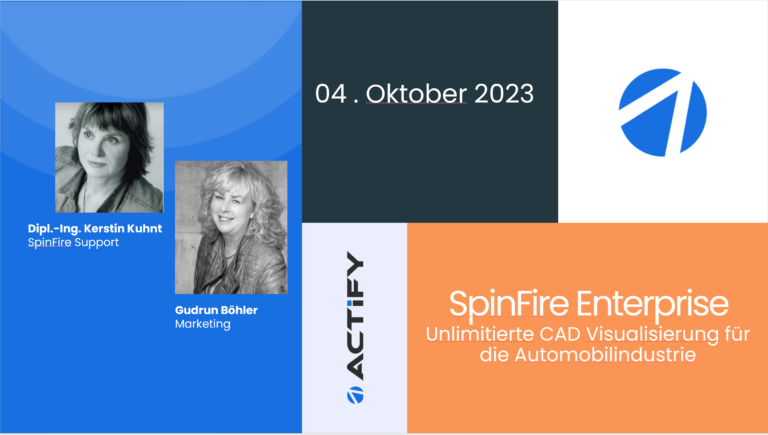 Dipl.-Ing. Kerstin Kuhnt
SpinFire Support
Gudrun Böhler
Marketing
04 . Oktober 2023
ACTiFY
SpinFire Enterprise
Unlimitierte CAD Visualisierung für
die Automobilindustrie